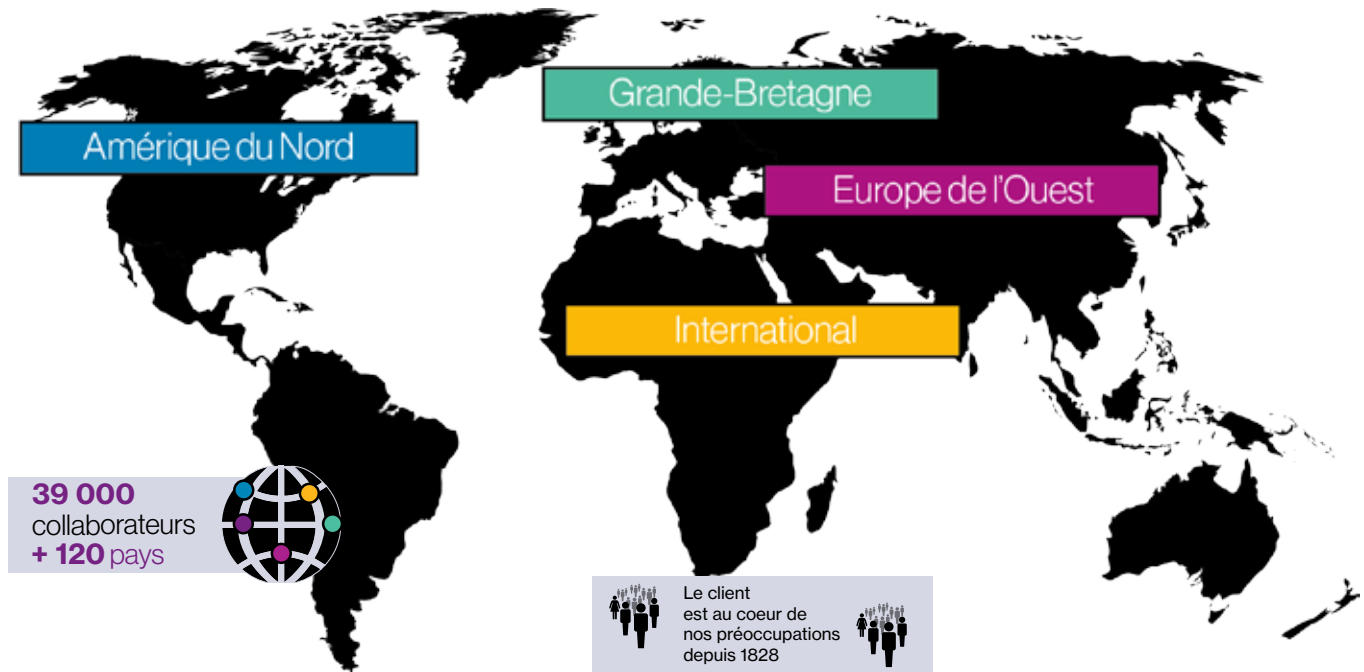 Grande-Bretagne
Amérique du Nord
Europe de l'Ouest
International
39 000
collaborateurs
+ 120 pays
Le client
est au coeur de
nos préoccupations
depuis 1828